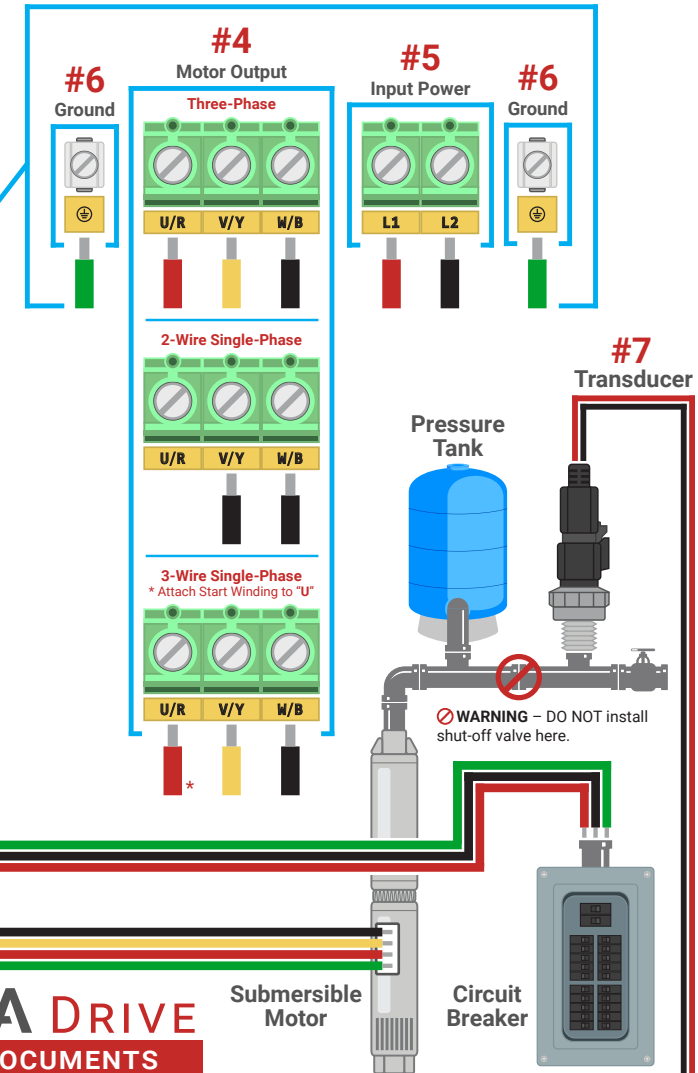 #6
Ground
#4
Motor Output
#5
Input Power
#6
Ground
Three-Phase
U/R V/Y W/B
L1 L2
2-Wire Single-Phase
U/R V/Y W/B
3-Wire Single-Phase
* Attach Start Winding to "U"
U/R V/Y W/B
*
#7
Transducer
Pressure
Tank
WARNING – DO NOT install
shut-off valve here.
Submersible
Motor
Circuit
Breaker
A DRIVE
OCUMENTS